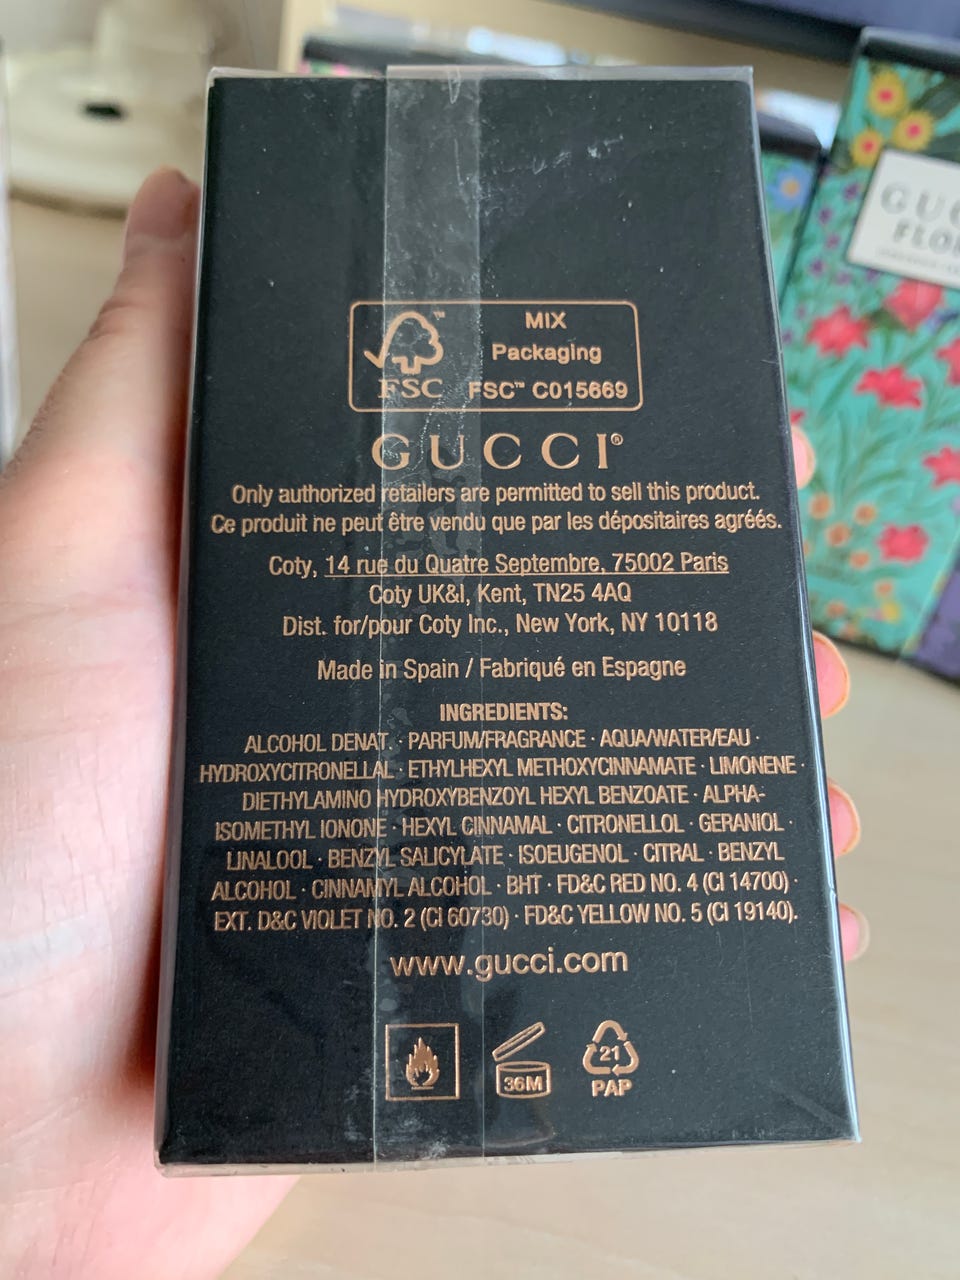 MIX
Packaging
FSC™ C015669
FSC
GUCCI®
Only authorized retailers are permitted to sell this product.
Ce produit ne peut être vendu que par les dépositaires agréés.
Coty, 14 rue du Quatre Septembre, 75002 Paris
Coty UK&I, Kent, TN25 4AQ
Dist. for/pour Coty Inc., New York, NY 10118
Made in Spain / Fabriqué en Espagne
INGREDIENTS:
ALCOHOL DENAT. · PARFUM/FRAGRANCE · AQUA/WATER/EAU ·
HYDROXYCITRONELLAL · ETHYLHEXYL METHOXYCINNAMATE · LIMONENE ·
DIETHYLAMINO HYDROXYBENZOYL HEXYL BENZOATE · ALPHA-
ISOMETHYL IONONE · HEXYL CINNAMAL · CITRONELLOL · GERANIOL ·
LINALOOL · BENZYL SALICYLATE · ISOEUGENOL · CITRAL · BENZYL
ALCOHOL · CINNAMYL ALCOHOL · BHT · FD&C RED NO. 4 (CI 14700) ·
EXT. D&C VIOLET NO. 2 (CI 60730) · FD&C YELLOW NO. 5 (CI 19140).
www.gucci.com
36M
21
PAP